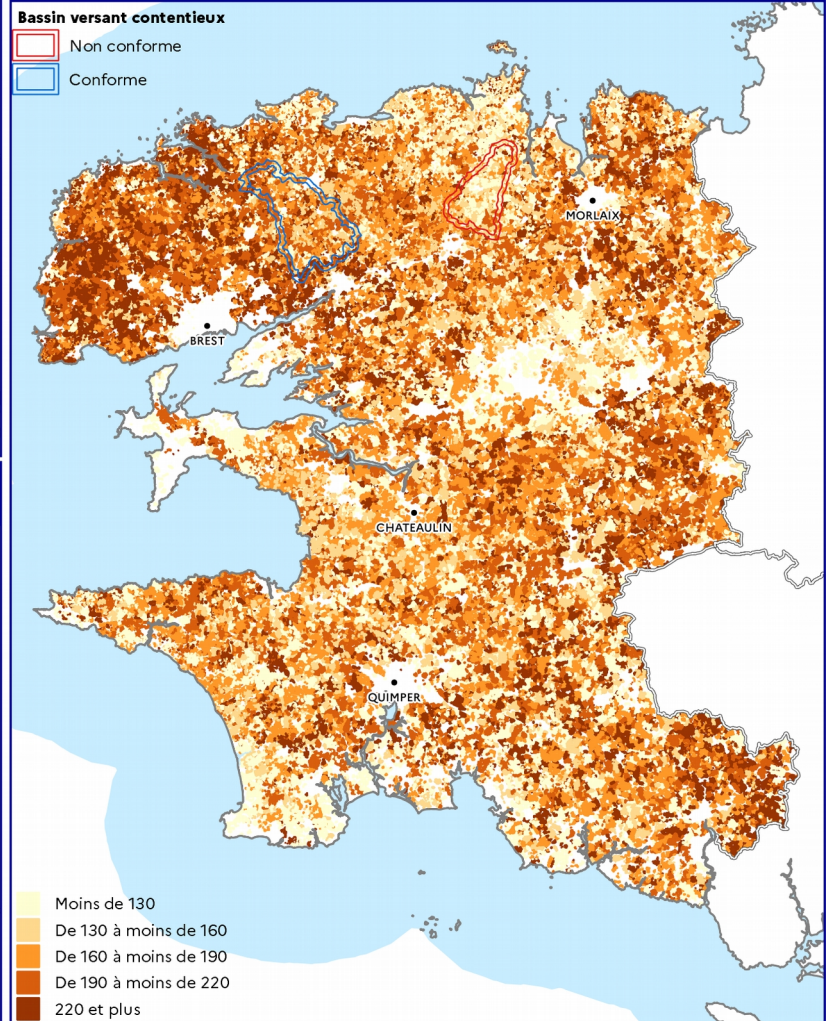 Bassin versant contentieux
Non conforme
Conforme
MORLAIX
BREST
CHATEAULIN
QUIMPER
Moins de 130
De 130 à moins de 160
De 160 à moins de 190
De 190 à moins de 220
220 et plus